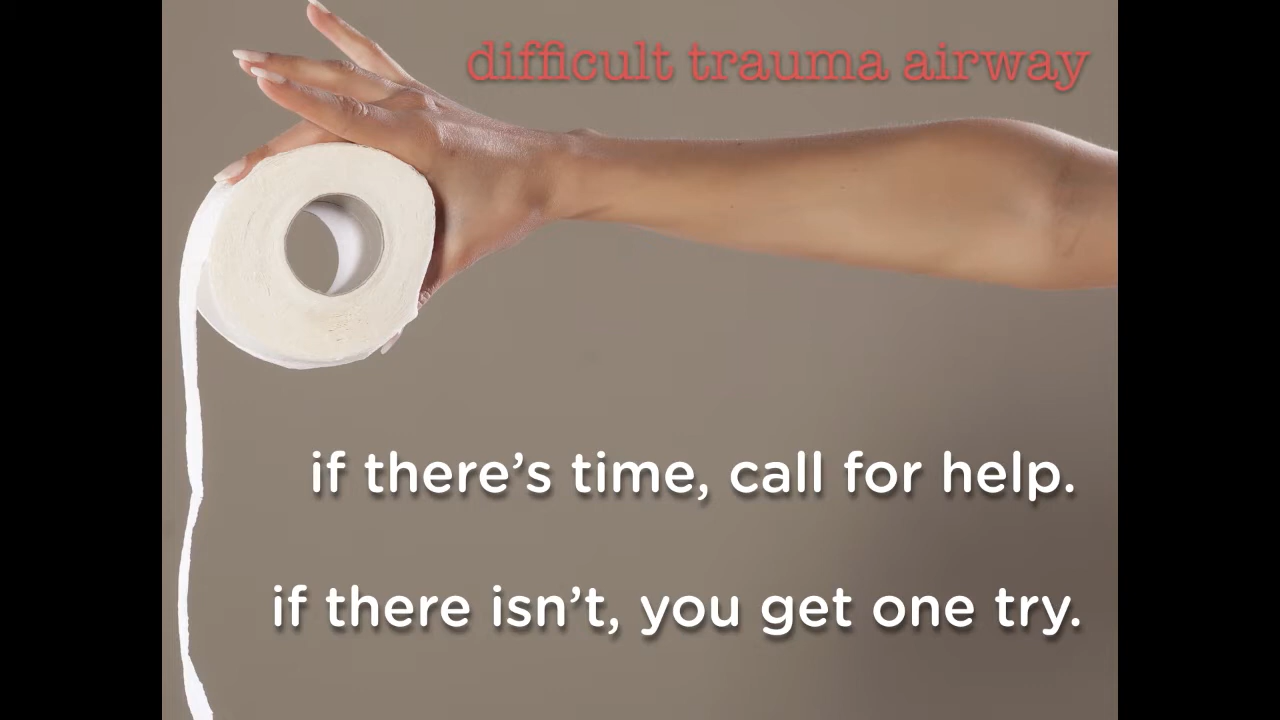 difficult trauma airway
if there’s time, call for help.
if there isn’t, you get one try.